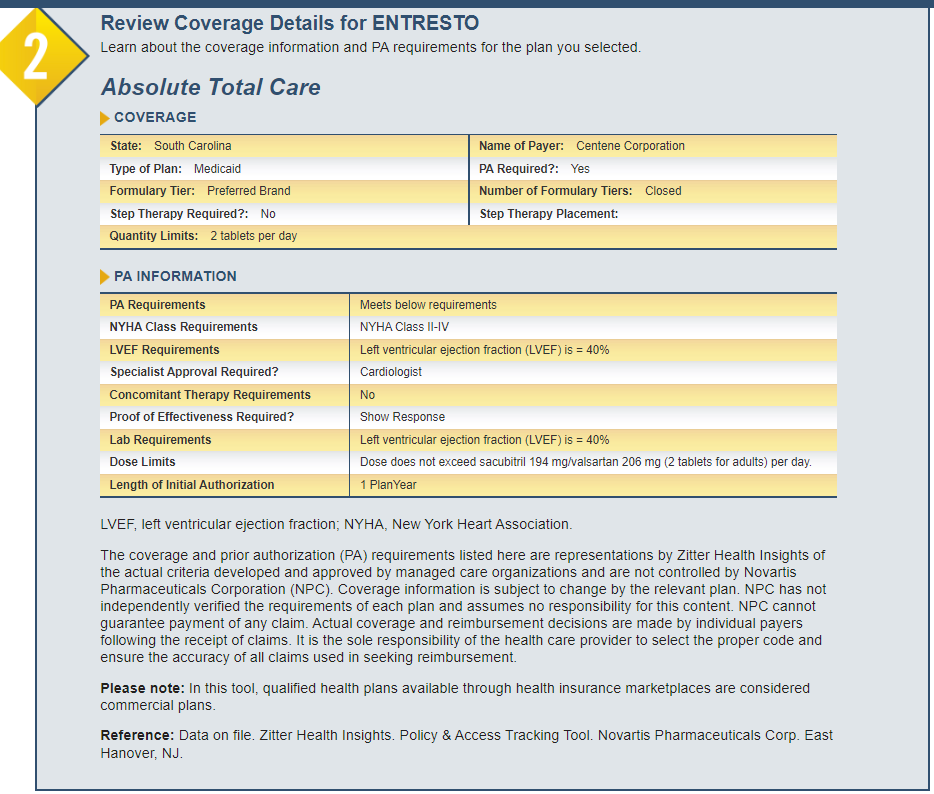 2
Review Coverage Details for ENTRESTO
Learn about the coverage information and PA requirements for the plan you selected.
Absolute Total Care
COVERAGE
State: South Carolina Name of Payer: Centene Corporation
Type of Plan: Medicaid PA Required?: Yes
Formulary Tier: Preferred Brand Number of Formulary Tiers: Closed
Step Therapy Required?: No Step Therapy Placement:
Quantity Limits: 2 tablets per day
PA INFORMATION
PA Requirements Meets below requirements
NYHA Class Requirements NYHA Class II-IV
LVEF Requirements Left ventricular ejection fraction (LVEF) is = 40%
Specialist Approval Required? Cardiologist
Concomitant Therapy Requirements No
Proof of Effectiveness Required? Show Response
Lab Requirements Left ventricular ejection fraction (LVEF) is = 40%
Dose Limits Dose does not exceed sacubitril 194 mg/valsartan 206 mg (2 tablets for adults) per day.
Length of Initial Authorization 1 PlanYear
LVEF, left ventricular ejection fraction; NYHA, New York Heart Association.
The coverage and prior authorization (PA) requirements listed here are representations by Zitter Health Insights of
the actual criteria developed and approved by managed care organizations and are not controlled by Novartis
Pharmaceuticals Corporation (NPC). Coverage information is subject to change by the relevant plan. NPC has not
independently verified the requirements of each plan and assumes no responsibility for this content. NPC cannot
guarantee payment of any claim. Actual coverage and reimbursement decisions are made by individual payers
following the receipt of claims. It is the sole responsibility of the health care provider to select the proper code and
ensure the accuracy of all claims used in seeking reimbursement.
Please note: In this tool, qualified health plans available through health insurance marketplaces are considered
commercial plans.
Reference: Data on file. Zitter Health Insights. Policy & Access Tracking Tool. Novartis Pharmaceuticals Corp. East
Hanover, NJ.